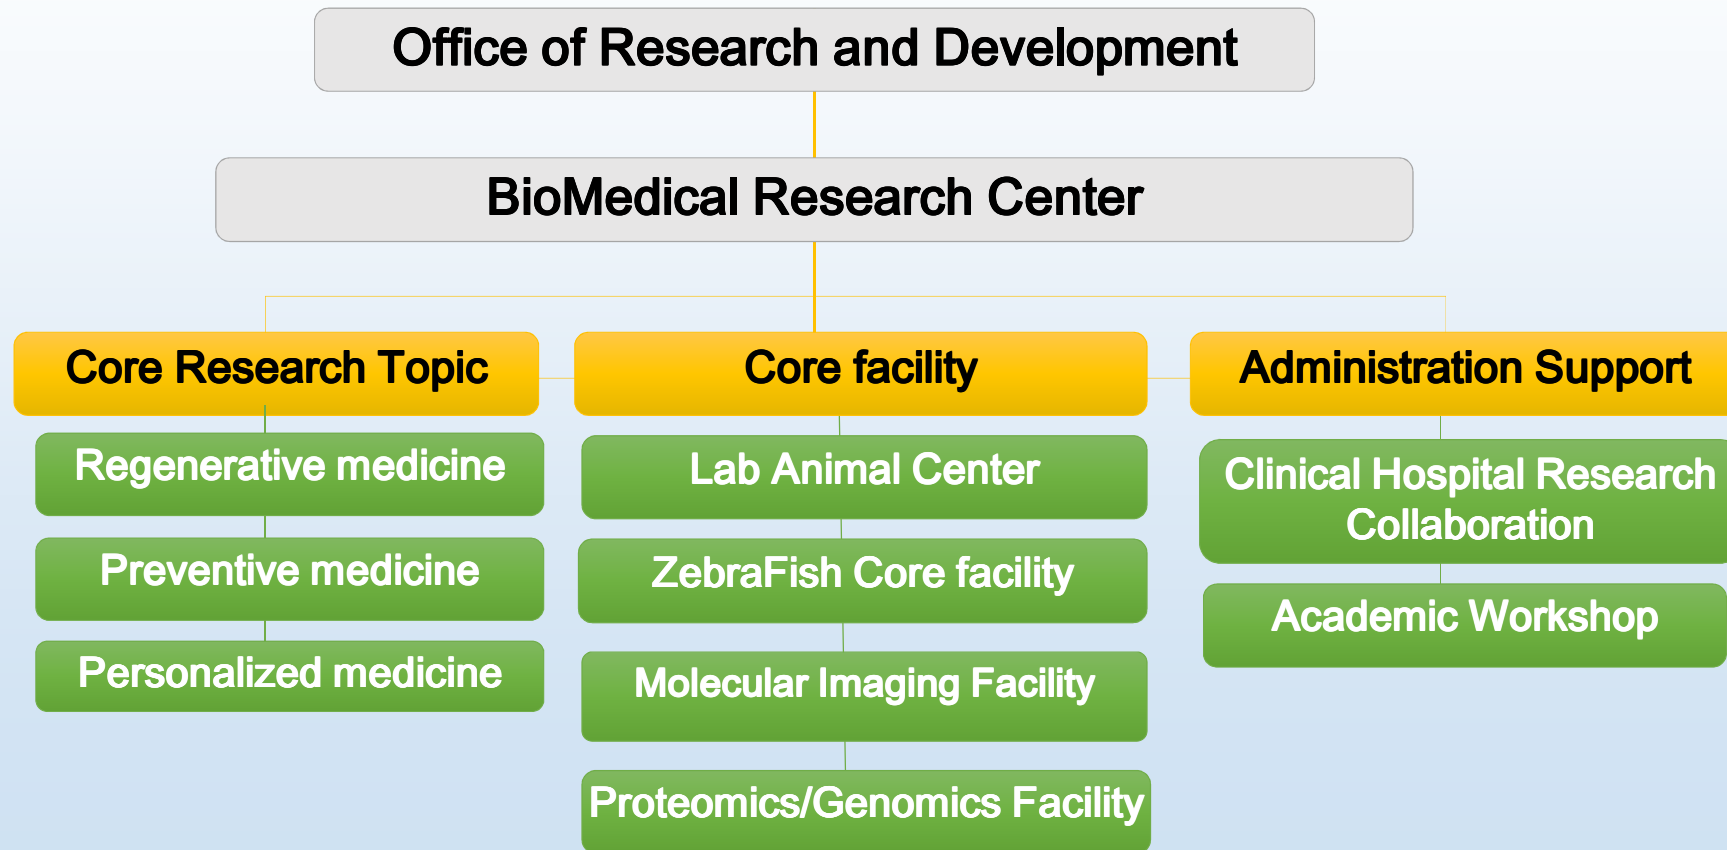 Office of Research and Development
BioMedical Research Center
Core Research Topic
Regenerative medicine
Preventive medicine
Personalized medicine
Core facility
Lab Animal Center
ZebraFish Core facility
Molecular Imaging Facility
Proteomics/Genomics Facility
Administration Support
Clinical Hospital Research
Collaboration
Academic Workshop